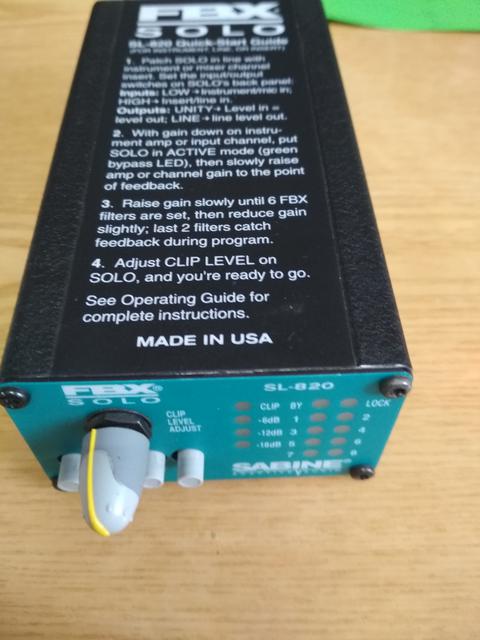 FBX
SOLO
SL-820 Quick-Start Guide
(FOR INSTRUMENT, LINE, OR INSERT)
1. Patch SOLO in line with
instrument or mixer channel
insert. Set the input/output
switches on SOLO's back panel:
Inputs: LOW→Instrument/mic in;
HIGH→Insert/line in.
Outputs: UNITY→Level in =
level out; LINE→line level out.
2. With gain down on instru-
ment amp or input channel, put
SOLO in ACTIVE mode (green
bypass LED), then slowly raise
amp or channel gain to the point
of feedback.
3. Raise gain slowly until 6 FBX
filters are set, then reduce gain
slightly; last 2 filters catch
feedback during program.
4. Adjust CLIP LEVEL on
SOLO, and you're ready to go.
See Operating Guide for
complete instructions.
MADE IN USA
FBX®
SOLO
SL-820
CLIP
LEVEL
ADJUST
CLIP BY LOCK
-6dB 1 2
-12dB 3 4
-18dB 5 6
7 8
SABINE®